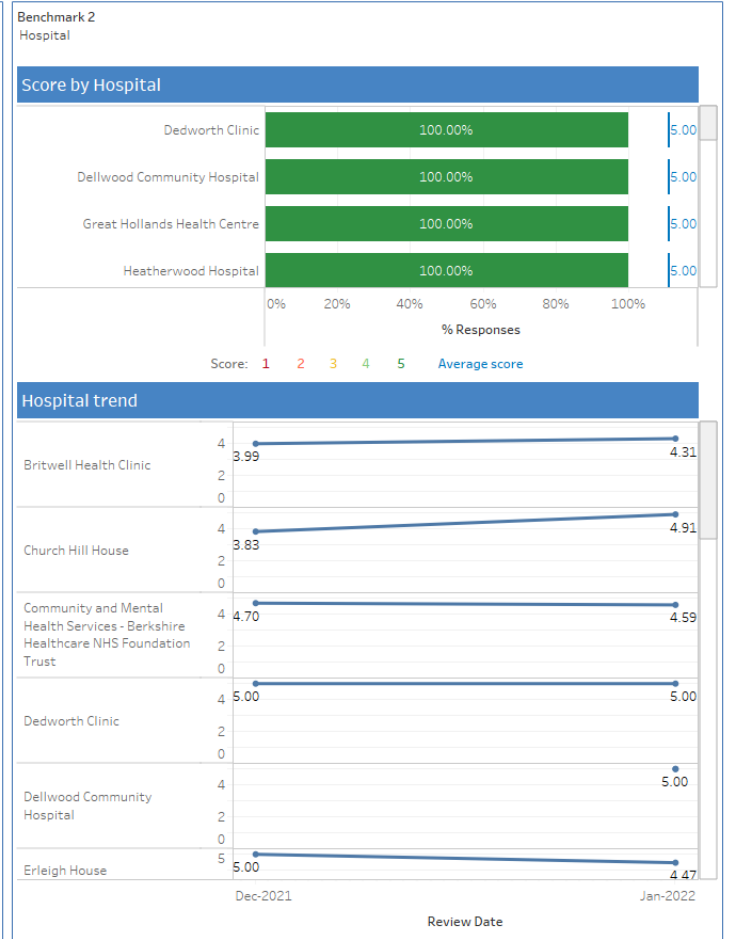 Benchmark 2
Hospital
Score by Hospital
Dedworth Clinic 100.00% 5.00
Dellwood Community Hospital 100.00% 5.00
Great Hollands Health Centre 100.00% 5.00
Heatherwood Hospital 100.00% 5.00
0% 20% 40% 60% 80% 100%
% Responses
Score: 1 2 3 4 5 Average score
Hospital trend
Britwell Health Clinic
4
2
0
3.99 4.31
Church Hill House
4
2
0
3.83 4.91
Community and Mental
Health Services - Berkshire
Healthcare NHS Foundation
Trust
4
2
0
4.70 4.59
Dedworth Clinic
4
2
0
5.00 5.00
Dellwood Community
Hospital
4
2
0
5.00
Erleigh House
5
5.00 4.47
Dec-2021 Jan-2022
Review Date